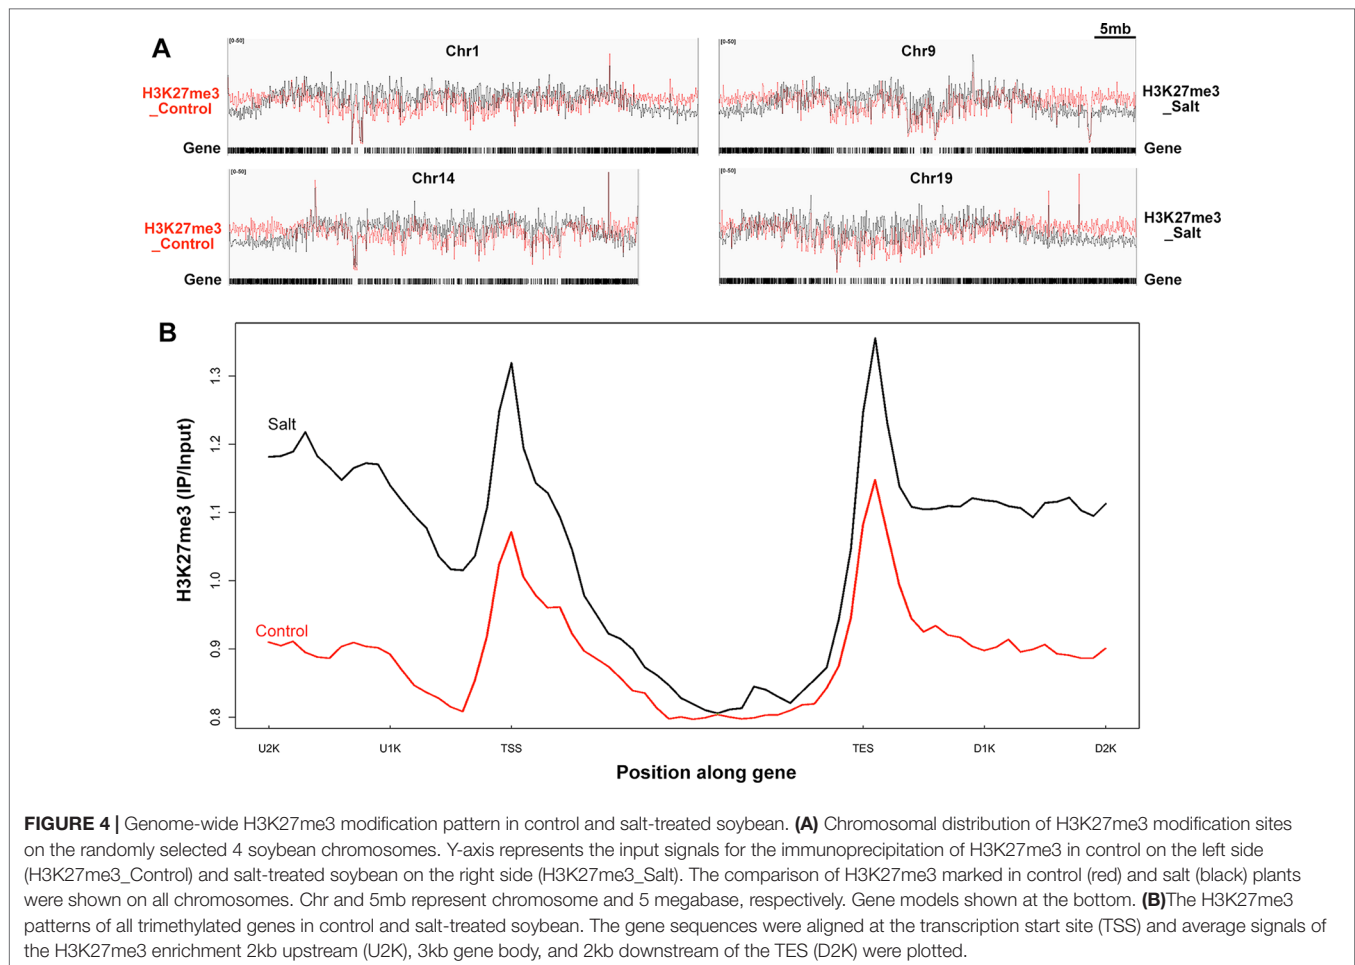 A
5mb
[0-50]
Chr1
[0-50]
Chr9
H3K27me3
_Control
H3K27me3
_Salt
Gene
Gene
[0-50]
Chr14
[0-50]
Chr19
H3K27me3
_Control
H3K27me3
_Salt
Gene
Gene
B
H3K27me3 (IP/Input)
1.3
1.2
1.1
1.0
0.9
0.8
Salt
Control
U2K
U1K
TSS
TES
D1K
D2K
Position along gene
FIGURE 4 | Genome-wide H3K27me3 modification pattern in control and salt-treated soybean. (A) Chromosomal distribution of H3K27me3 modification sites
on the randomly selected 4 soybean chromosomes. Y-axis represents the input signals for the immunoprecipitation of H3K27me3 in control on the left side
(H3K27me3_Control) and salt-treated soybean on the right side (H3K27me3_Salt). The comparison of H3K27me3 marked in control (red) and salt (black) plants
were shown on all chromosomes. Chr and 5mb represent chromosome and 5 megabase, respectively. Gene models shown at the bottom. (B)The H3K27me3
patterns of all trimethylated genes in control and salt-treated soybean. The gene sequences were aligned at the transcription start site (TSS) and average signals of
the H3K27me3 enrichment 2kb upstream (U2K), 3kb gene body, and 2kb downstream of the TES (D2K) were plotted.